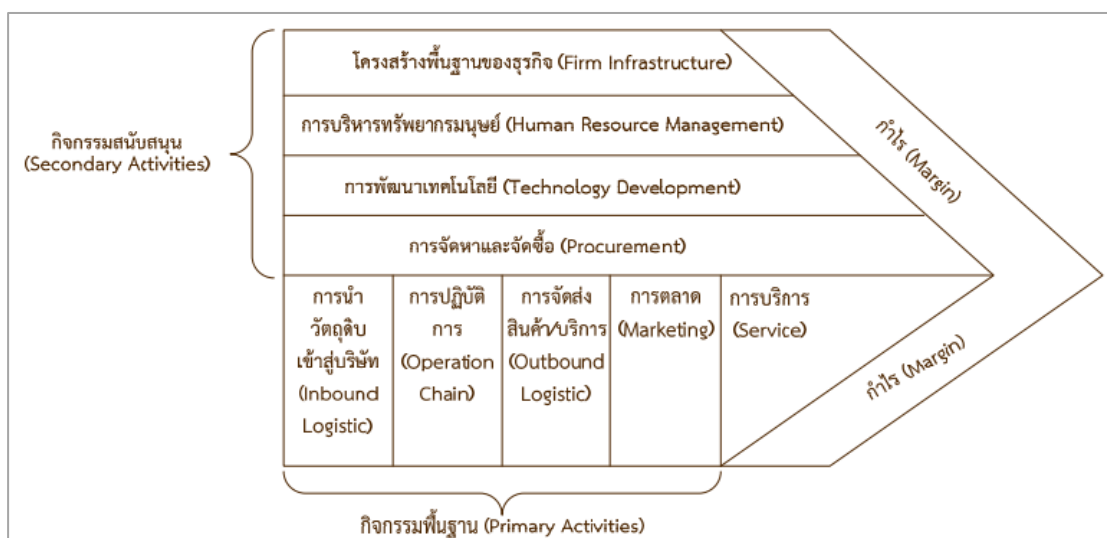 โครงสร้างพื้นฐานของธุรกิจ (Firm Infrastructure)
การบริหารทรัพยากรมนุษย์ (Human Resource Management)
กิจกรรมสนับสนุน
(Secondary Activities)
การพัฒนาเทคโนโลยี (Technology Development)
การจัดหาและจัดซื้อ (Procurement)
กำไร (Margin)
การนำ
วัตถุดิบ
เข้าสู่บริษัท
(Inbound
Logistic)
การปฏิบัติ
การ
(Operation
Chain)
การจัดส่ง
สินค้า/บริการ
(Outbound
Logistic)
การตลาด
(Marketing)
การบริการ
(Service)
กำไร (Margin)
กิจกรรมพื้นฐาน (Primary Activities)